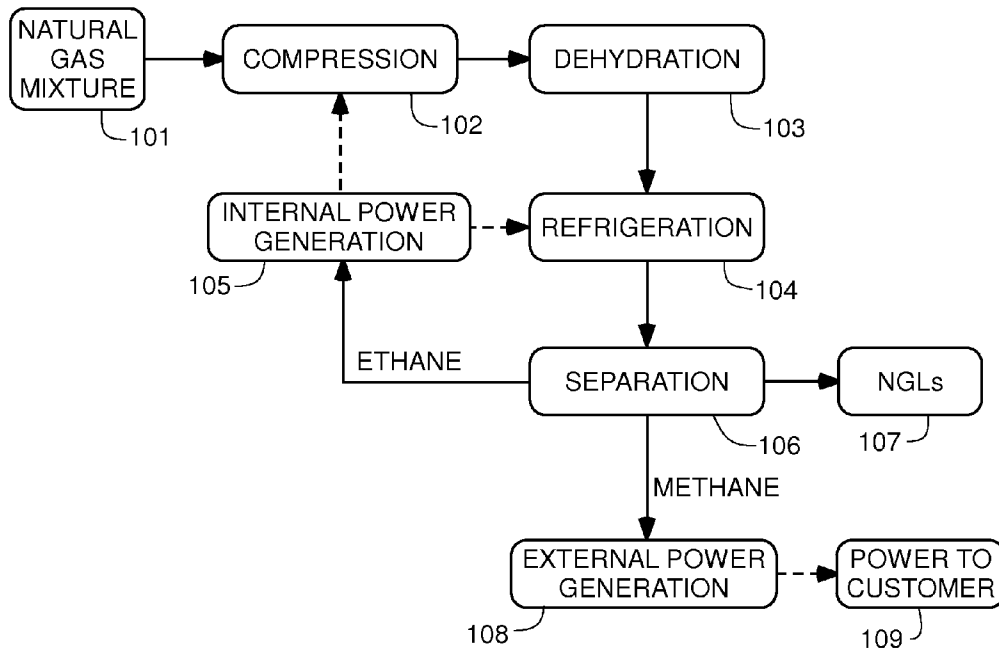 NATURAL
GAS
MIXTURE
101
COMPRESSION
102
DEHYDRATION
103
INTERNAL POWER
GENERATION
105
REFRIGERATION
104
ETHANE
SEPARATION
106
NGLs
107
METHANE
EXTERNAL POWER
GENERATION
108
POWER TO
CUSTOMER
109